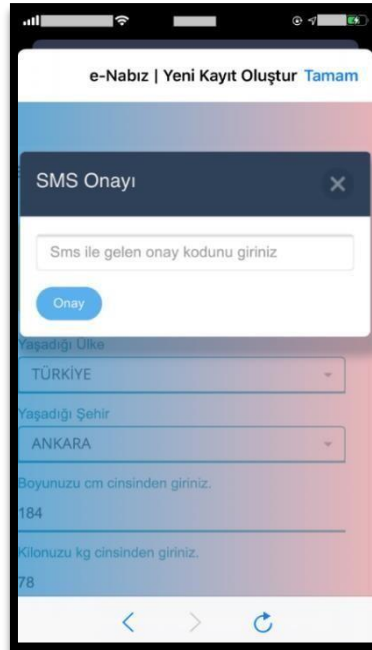 e-Nabız | Yeni Kayıt Oluştur Tamam
SMS Onayı
Sms ile gelen onay kodunu giriniz
Onay
Yaşadığı Ülke
TÜRKİYE
Yaşadığı Şehir
ANKARA
Boyunuzu cm cinsinden giriniz.
184
Kilonuzu kg cinsinden giriniz.
78